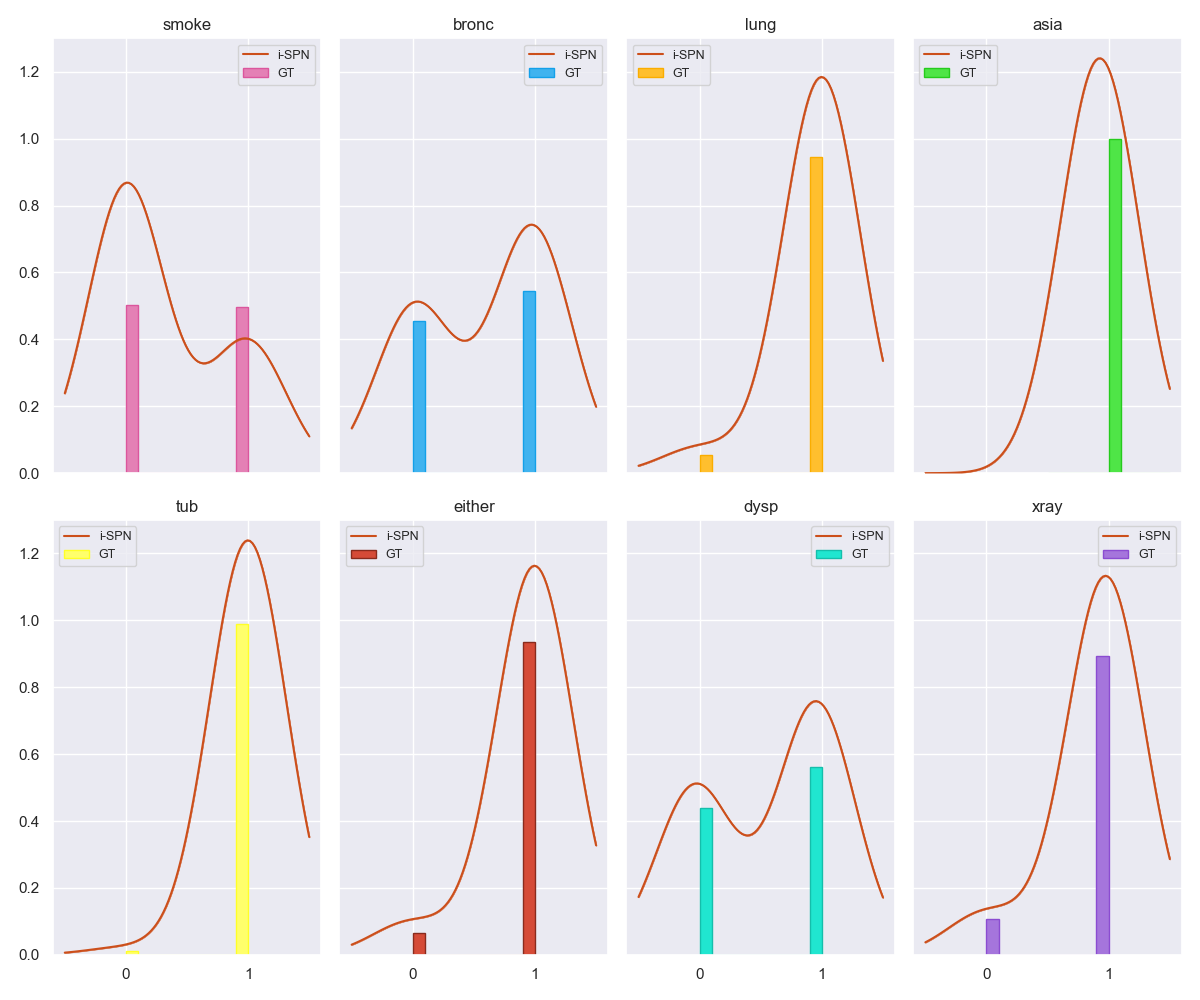 smoke
bronc
lung
asia
i-SPN
GT
i-SPN
GT
i-SPN
GT
i-SPN
GT
1.2
1.0
0.8
0.6
0.4
0.2
0.0
tub
either
dysp
xray
i-SPN
GT
i-SPN
GT
i-SPN
GT
i-SPN
GT
1.2
1.0
0.8
0.6
0.4
0.2
0.0
0 1
0 1
0 1
0 1